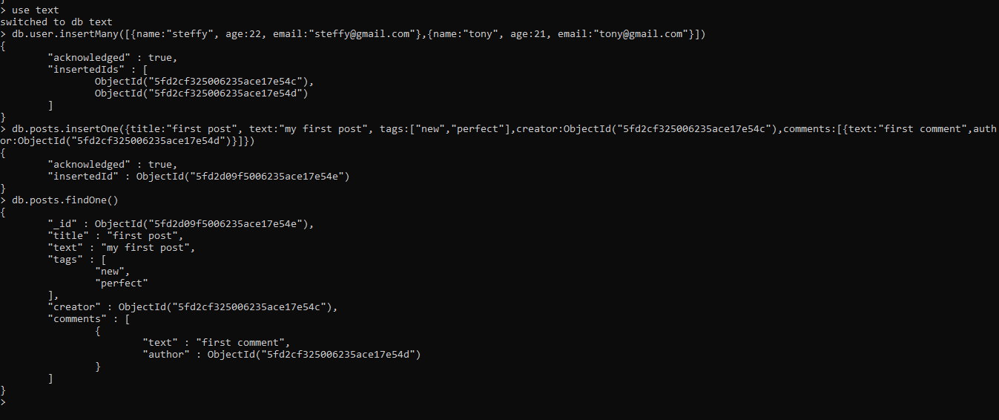 > use text
switched to db text
> db.user.insertMany([{name:"steffy", age:22, email:"steffy@gmail.com"},{name:"tony", age:21, email:"tony@gmail.com"}])
{
        "acknowledged" : true,
        "insertedIds" : [
                ObjectId("5fd2cf325006235ace17e54c"),
                ObjectId("5fd2cf325006235ace17e54d")
        ]
}
> db.posts.insertOne({title:"first post", text:"my first post", tags:["new","perfect"],creator:ObjectId("5fd2cf325006235ace17e54c"),comments:[{text:"first comment",auth
or:ObjectId("5fd2cf325006235ace17e54d")}]})
{
        "acknowledged" : true,
        "insertedId" : ObjectId("5fd2d09f5006235ace17e54e")
}
> db.posts.findOne()
{
        "_id" : ObjectId("5fd2d09f5006235ace17e54e"),
        "title" : "first post",
        "text" : "my first post",
        "tags" : [
                "new",
                "perfect"
        ],
        "creator" : ObjectId("5fd2cf325006235ace17e54c"),
        "comments" : [
                {
                        "text" : "first comment",
                        "author" : ObjectId("5fd2cf325006235ace17e54d")
                }
        ]
}
>